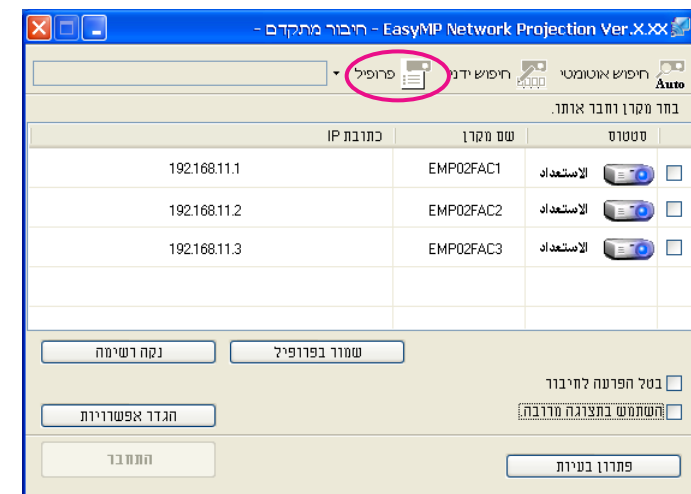 EasyMP Network Projection Ver.X.XX - חיבור מתקדם -
חיפוש אוטומטי Auto חיפוש ידני פרופיל
בחר מקרן וחבר אותו.
סטטוס שם מקרן כתובת IP
الاستعداد EMP02FAC1 192.168.11.1
الاستعداد EMP02FAC2 192.168.11.2
الاستعداد EMP02FAC3 192.168.11.3
שמור בפרופיל נקה רשימה
בטל הפרעה לחיבור
השתמש בתצוגה מרובה. הגדר אפשרויות
פתרון בעיות התחבר